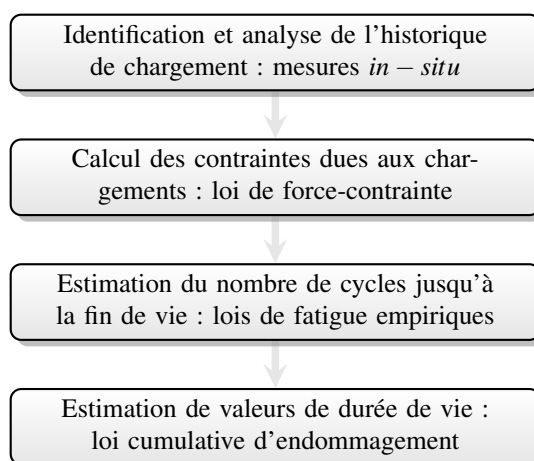 Identification et analyse de l'historique
de chargement : mesures in − situ
Calcul des contraintes dues aux char-
gements : loi de force-contrainte
Estimation du nombre de cycles jusqu'à
la fin de vie : lois de fatigue empiriques
Estimation de valeurs de durée de vie :
loi cumulative d'endommagement